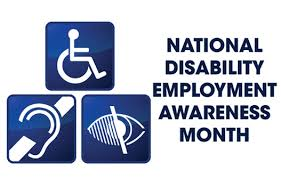 NATIONAL
DISABILITY
EMPLOYMENT
AWARENESS
MONTH